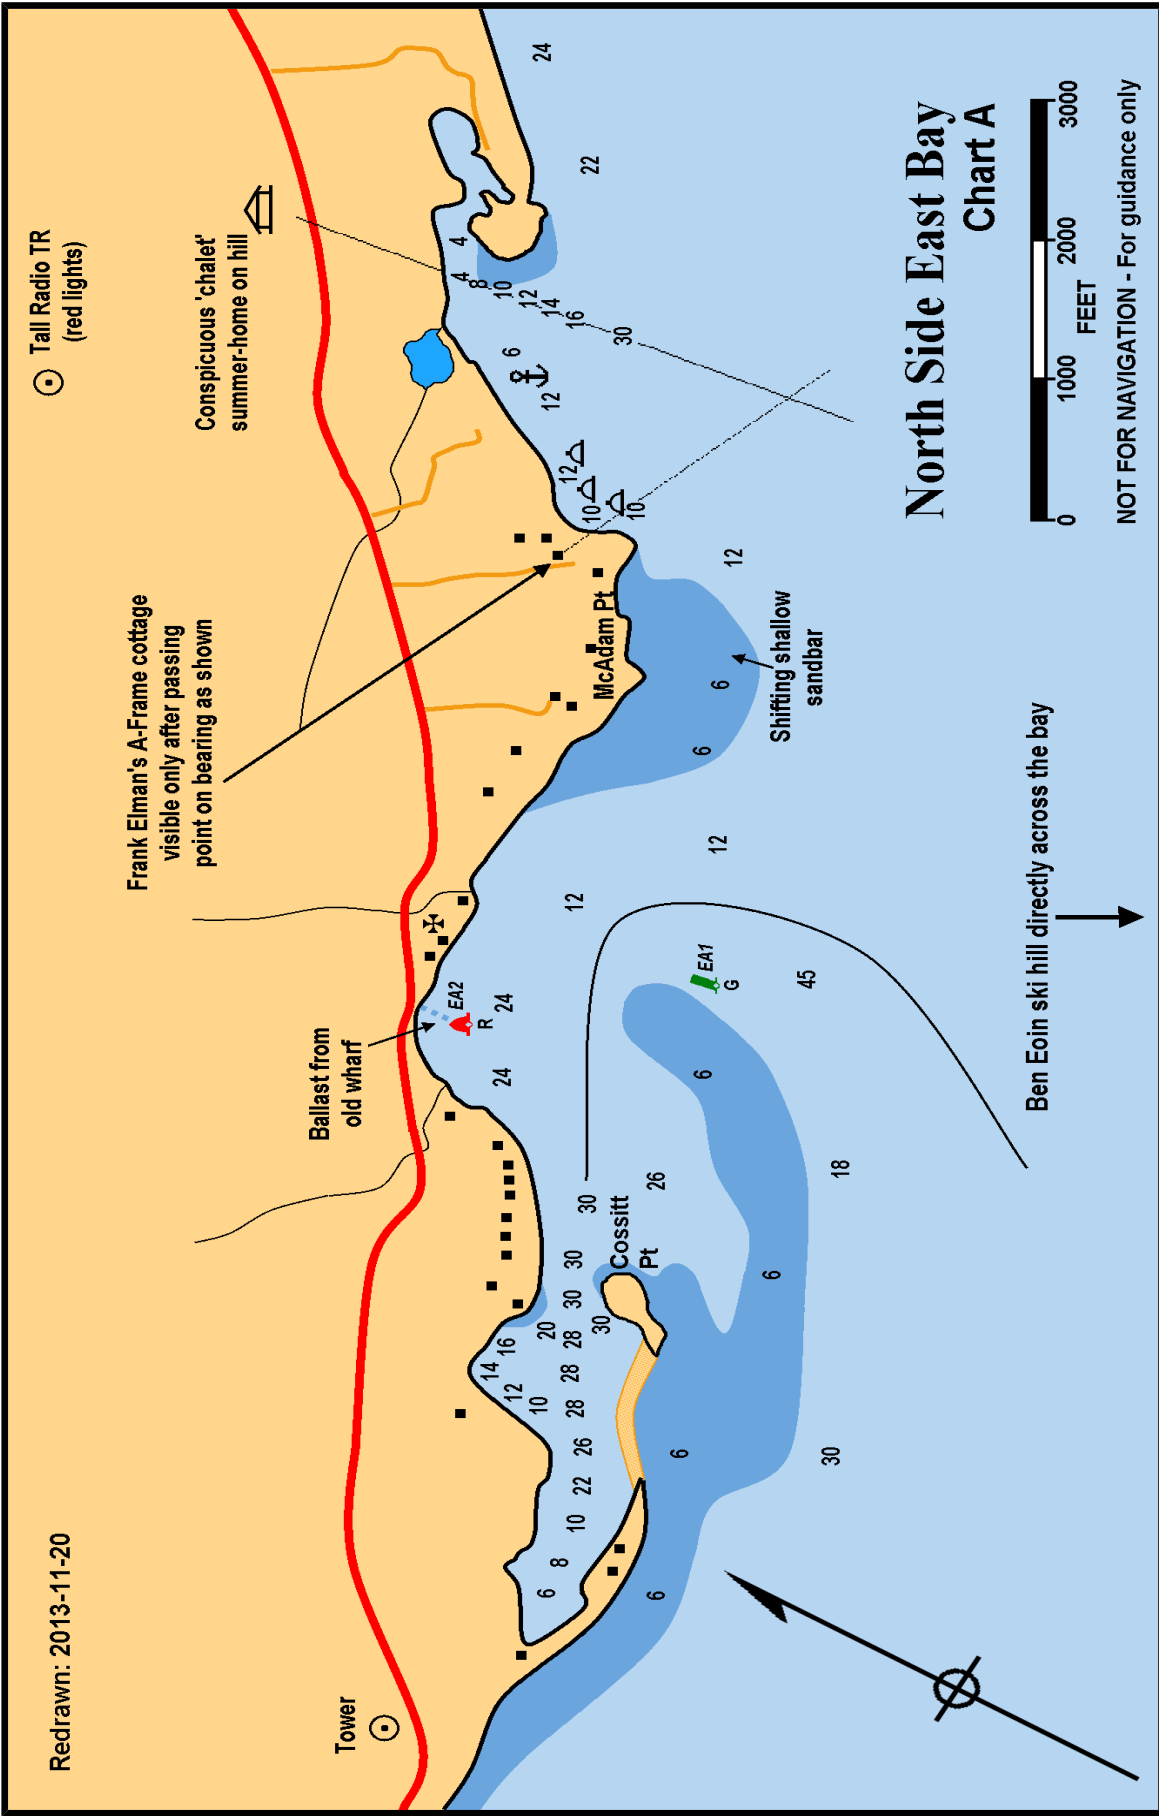 Redrawn: 2013-11-20
Tall Radio TR
(red lights)
Frank Elman's A-Frame cottage
visible only after passing
point on bearing as shown
Conspicuous 'chalet'
summer-home on hill
Tower
Ballast from
old wharf
EA2
R
6
8
10
22
26
28
28
28
10
12
14
16
20
30
30
30
30
26
Cossitt
Pt
24
24
12
12
EA1
G
45
6
6
18
6
30
6
McAdam Pt
6
6
Shifting shallow
sandbar
12
10
10
12
12
6
4
4
8
10
12
14
16
30
22
24
North Side East Bay
Chart A
0
1000
2000
3000
FEET
Ben Eoin ski hill directly across the bay
NOT FOR NAVIGATION - For guidance only